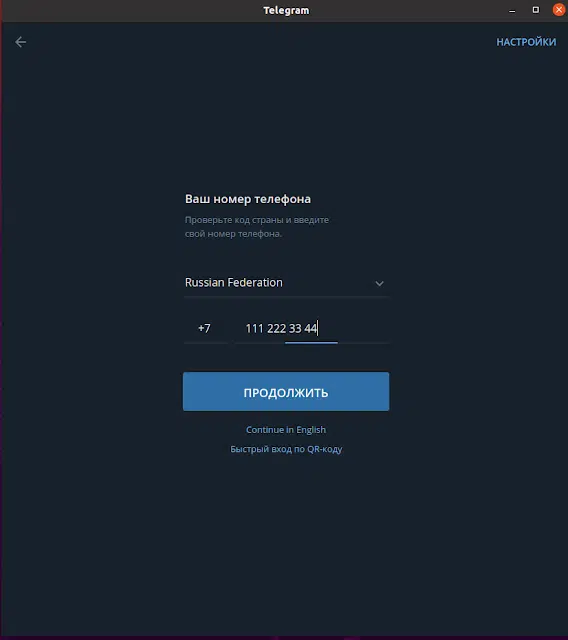 Telegram
НАСТРОЙКИ
Ваш номер телефона
Проверьте код страны и введите
свой номер телефона.
Russian Federation
+7 111 222 33 44
ПРОДОЛЖИТЬ
Continue in English
Быстрый вход по QR-коду